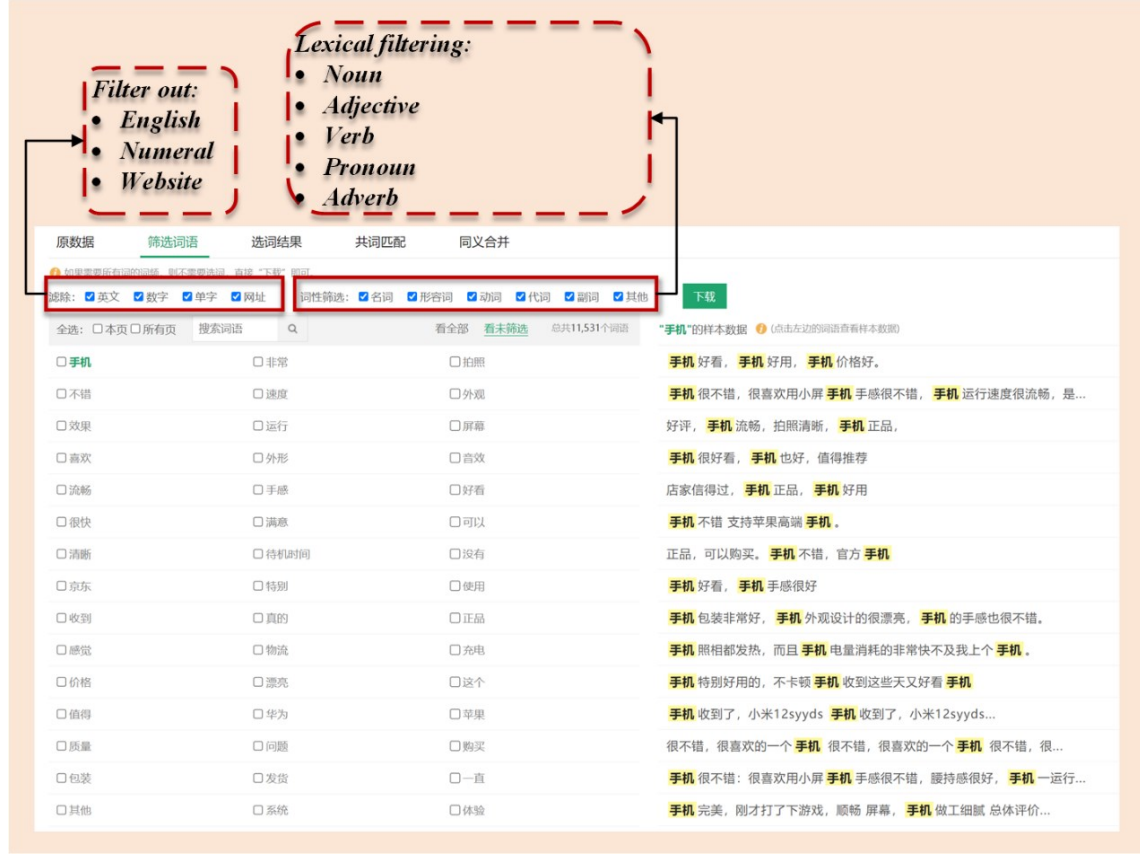 Filter out:
• English
• Numeral
• Website
Lexical filtering:
• Noun
• Adjective
• Verb
• Pronoun
• Adverb
原数据 筛选词语 选词结果 共词匹配 同义合并
如果需要所有词的词频，则不需要选词，直接“下载”即可
滤除： 英文 数字 单字 网址 词性筛选： 名词 形容词 动词 代词 副词 其他 下载
全选： 本页 所有页 搜索词语 看全部 看未筛选 总共11,531个词语 "手机"的样本数据 (点击左边的词语查看样本数据)
手机 非常 拍照 手机 好看，手机 好用，手机 价格好。
不错 速度 外观 手机 很不错，很喜欢用小屏 手机 手感很不错，手机 运行速度很流畅，是...
效果 运行 屏幕 好评，手机 流畅，拍照清晰，手机 正品，
喜欢 外形 音效 手机 很好看，手机 也好，值得推荐
流畅 手感 好看 店家信得过，手机 正品，手机 好用
很快 满意 可以 手机 不错 支持苹果高端 手机 。
清晰 待机时间 没有 正品，可以购买。手机 不错，官方 手机
京东 特别 使用 手机 好看，手机 手感很好
收到 真的 正品 手机 包装非常好，手机 外观设计的很漂亮，手机 的手感也很不错。
感觉 物流 充电 手机 照相都发热，而且 手机 电量消耗的非常快不及我上个 手机 。
价格 漂亮 这个 手机 特别好用的，不卡顿 手机 收到这些天又好看 手机
值得 华为 苹果 手机 收到了，小米12syyds 手机 收到了，小米12syyds...
质量 问题 购买 很不错，很喜欢的一个 手机 很不错，很喜欢的一个 手机 很不错，很...
包装 发货 一直 手机 很不错：很喜欢用小屏 手机 手感很不错，腰持感很好，手机 一运行...
其他 系统 体验 手机 完美，刚才打了下游戏，顺畅 屏幕，手机 做工细腻 总体评价...